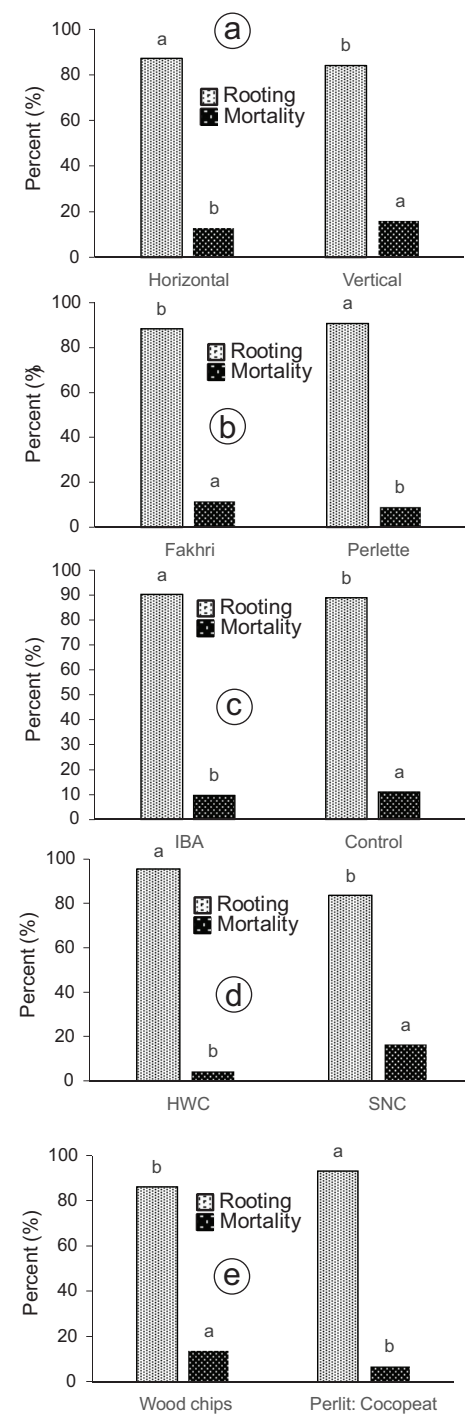 a
100
80
60
40
20
0
Percent (%)
a b
Rooting
Mortality
b a
Horizontal Vertical
100
80
60
40
20
0
Percent (%)
b a
Rooting
Mortality
b
a b
Fakhri Perlette
100
90
80
70
60
50
40
30
20
10
0
Percent (%)
a b
Rooting
Mortality
c
b a
IBA Control
100
80
60
40
20
0
Percent (%)
a b
Rooting
Mortality
d
b a
HWC SNC
100
80
60
40
20
0
Percent (%)
b a
Rooting
Mortality
e
a b
Wood chips Perlit: Cocopeat